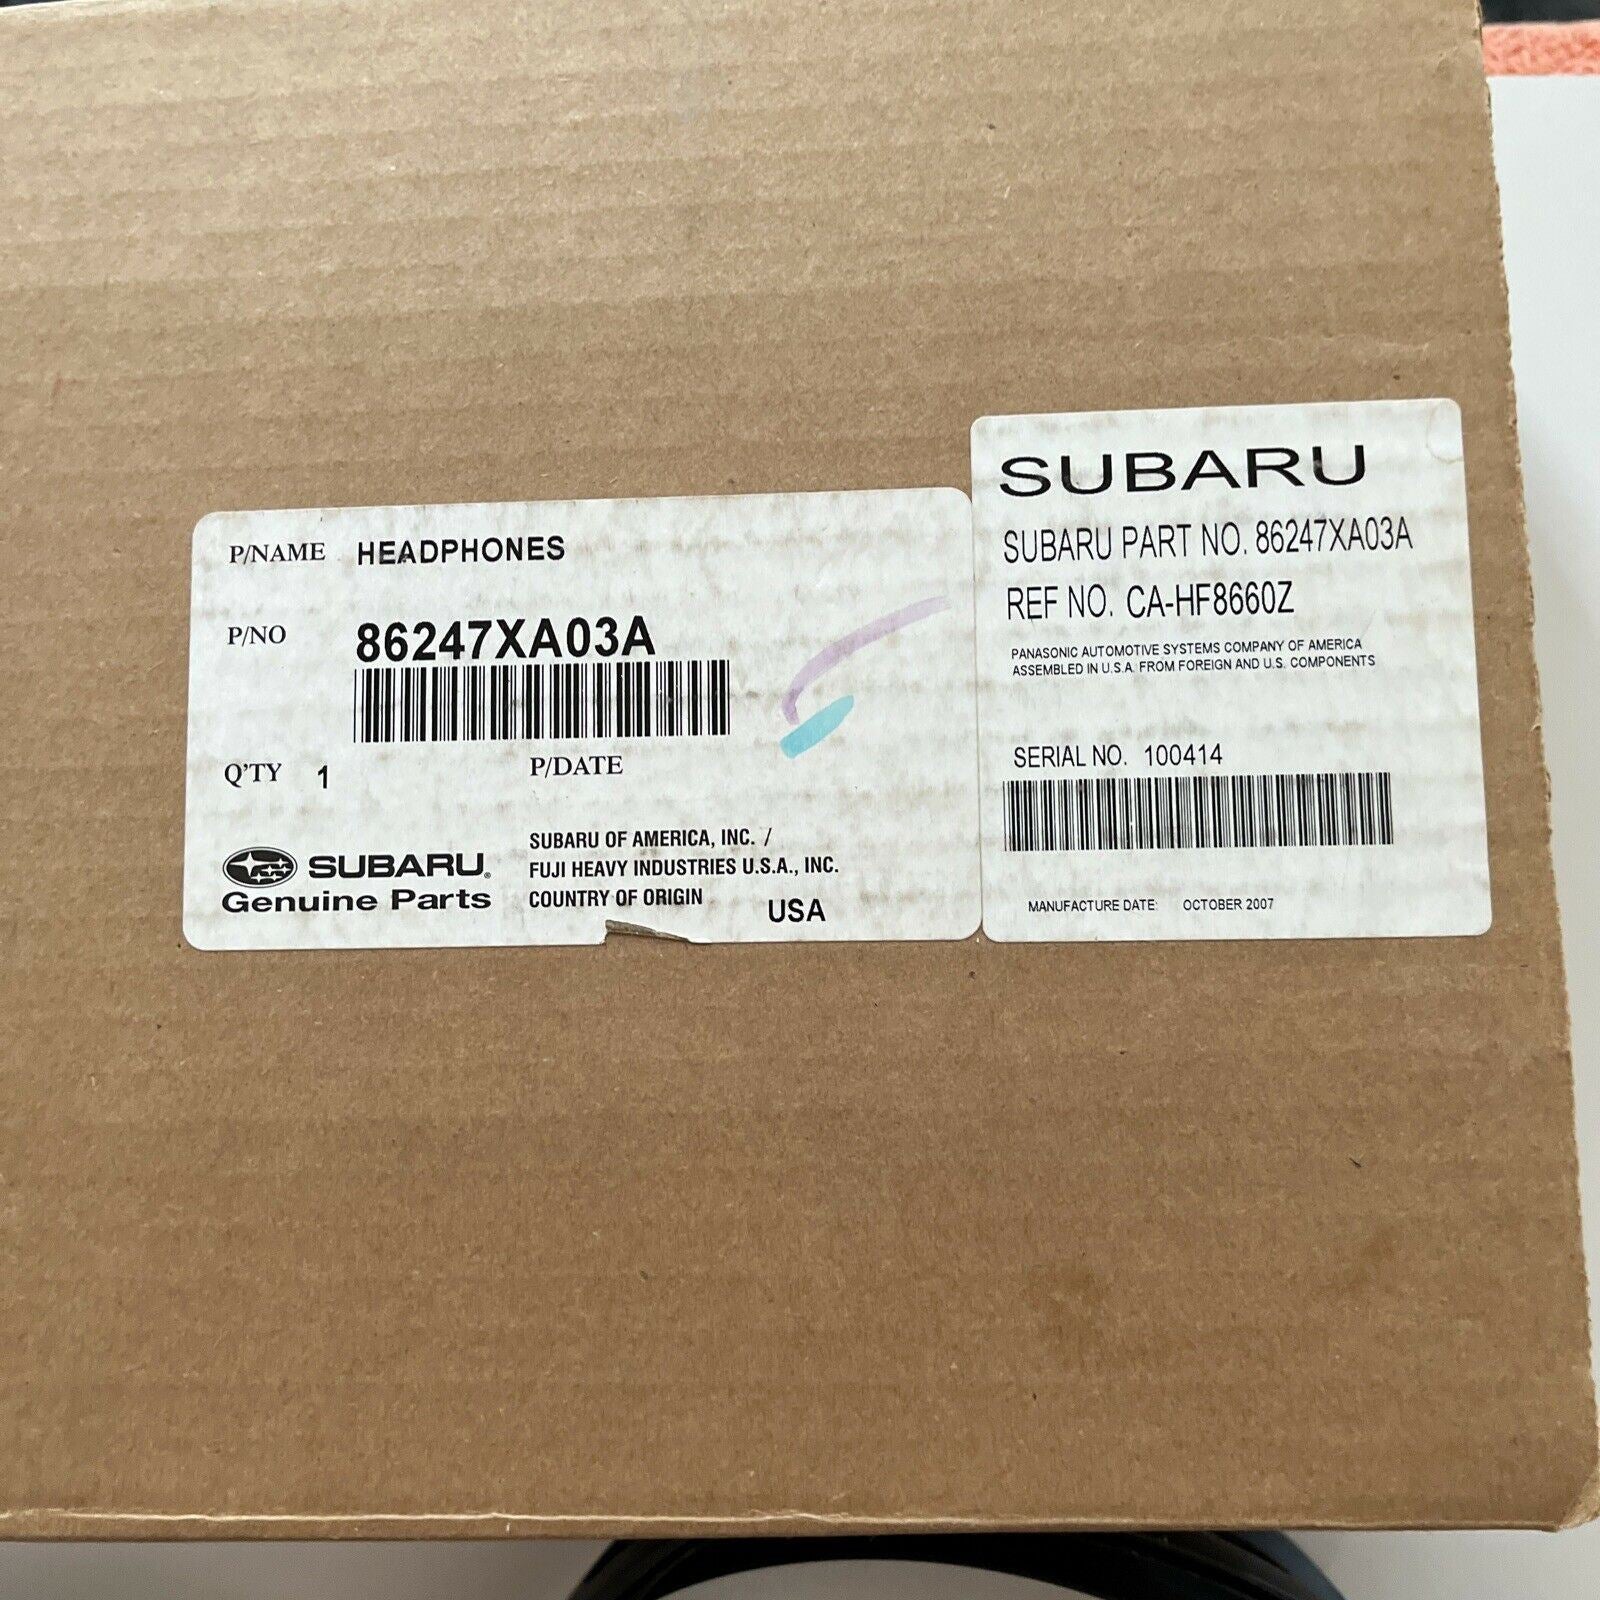 P/NAME HEADPHONES
P/NO 86247XA03A
Q'TY 1
P/DATE
SUBARU®
Genuine Parts
SUBARU OF AMERICA, INC. /
FUJI HEAVY INDUSTRIES U.S.A., INC.
COUNTRY OF ORIGIN
USA
SUBARU
SUBARU PART NO. 86247XA03A
REF NO. CA-HF8660Z
PANASONIC AUTOMOTIVE SYSTEMS COMPANY OF AMERICA
ASSEMBLED IN U.S.A. FROM FOREIGN AND U.S. COMPONENTS
SERIAL NO. 100414
MANUFACTURE DATE: OCTOBER 2007